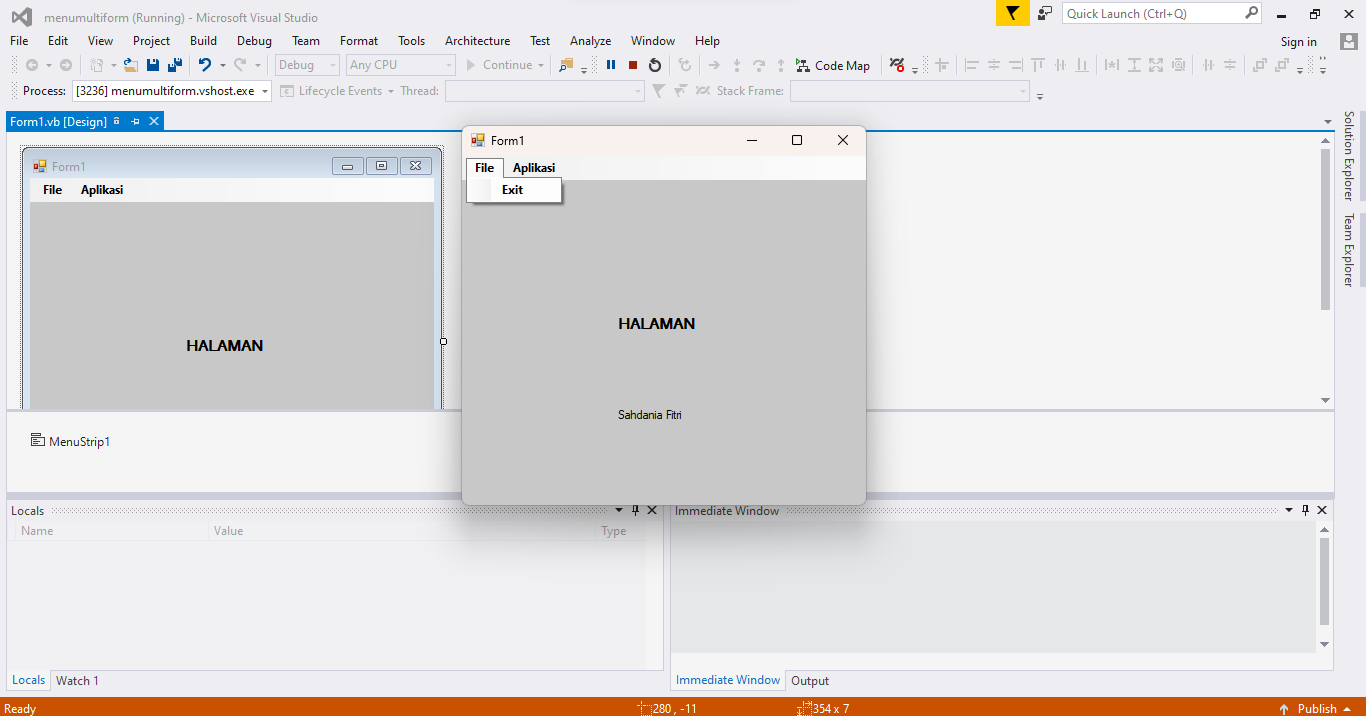 menumultiform (Running) - Microsoft Visual Studio
Quick Launch (Ctrl+Q)
File Edit View Project Build Debug Team Format Tools Architecture Test Analyze Window Help
Sign in
Debug Any CPU Continue Code Map
Process: [3236] menumultiform.vshost.exe Lifecycle Events Thread: Stack Frame:
Form1.vb [Design]
Form1
File Aplikasi
HALAMAN
Form1
File Aplikasi
Exit
HALAMAN
Sahdania Fitri
Solution Explorer
Team Explorer
MenuStrip1
Locals
Name Value Type
Locals Watch 1
Immediate Window
Immediate Window Output
Ready 280 , -11 354 x 7 Publish